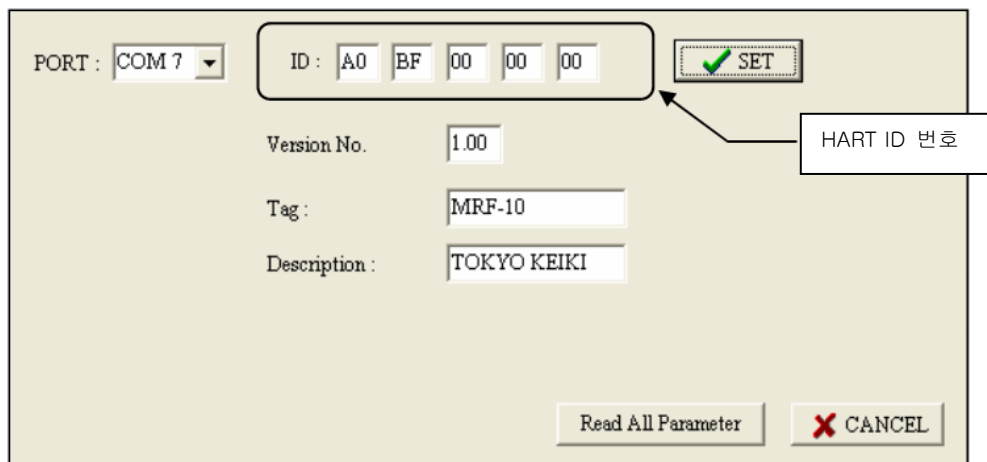 PORT : COM 7 ID : A0 BF 00 00 00 SET
HART ID 번호
Version No. 1.00
Tag : MRF-10
Description : TOKYO KEIKI
Read All Parameter CANCEL